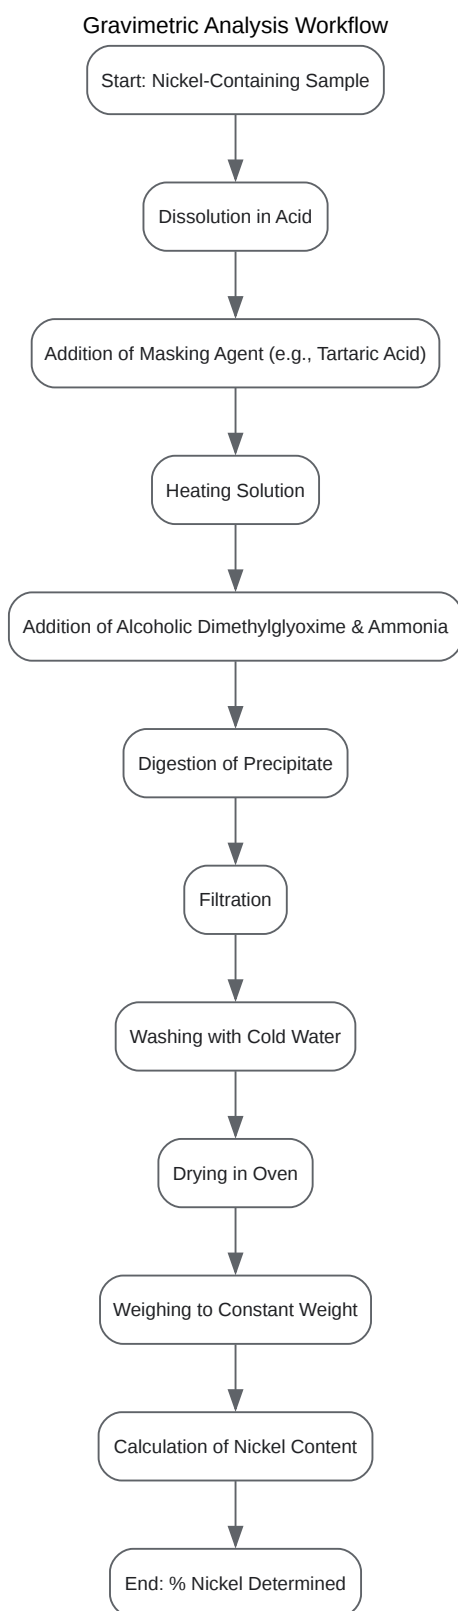 Gravimetric Analysis Workflow
Start: Nickel-Containing Sample
Dissolution in Acid
Addition of Masking Agent (e.g., Tartaric Acid)
Heating Solution
Addition of Alcoholic Dimethylglyoxime & Ammonia
Digestion of Precipitate
Filtration
Washing with Cold Water
Drying in Oven
Weighing to Constant Weight
Calculation of Nickel Content
End: % Nickel Determined